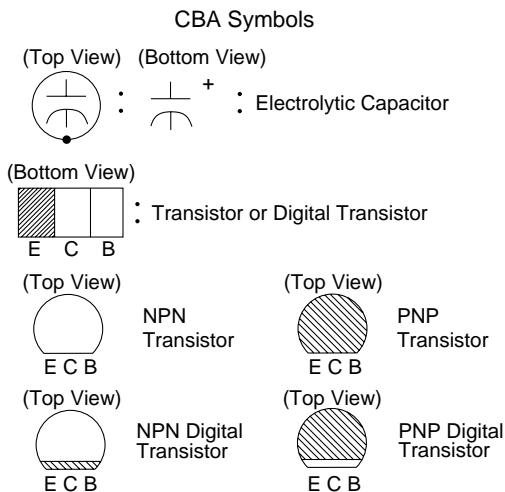 CBA Symbols
(Top View) (Bottom View)
: + : Electrolytic Capacitor
(Bottom View)
: Transistor or Digital Transistor
E C B
(Top View)
NPN
Transistor
E C B
(Top View)
PNP
Transistor
E C B
(Top View)
NPN Digital
Transistor
E C B
(Top View)
PNP Digital
Transistor
E C B